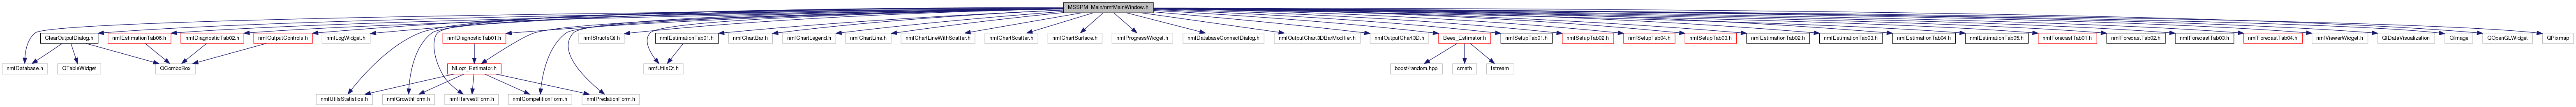 MSSPM_Main/nmfMainWindow.h
ClearOutputDialog.h
nmfEstimationTab06.h
nmfDiagnosticTab02.h
nmfOutputControls.h
nmfLogWidget.h
nmfDiagnosticTab01.h
nmfStructsQt.h
nmfEstimationTab01.h
nmfChartBar.h
nmfChartLegend.h
nmfChartLine.h
nmfChartLineWithScatter.h
nmfChartScatter.h
nmfChartSurface.h
nmfProgressWidget.h
nmfDatabaseConnectDialog.h
nmfOutputChart3DBarModifier.h
nmfOutputChart3D.h
Bees_Estimator.h
nmfSetupTab01.h
nmfSetupTab02.h
nmfSetupTab04.h
nmfSetupTab03.h
nmfEstimationTab02.h
nmfEstimationTab03.h
nmfEstimationTab04.h
nmfEstimationTab05.h
nmfForecastTab01.h
nmfForecastTab02.h
nmfForecastTab03.h
nmfForecastTab04.h
nmfViewerWidget.h
QtDataVisualization
QImage
QOpenGLWidget
QPixmap
nmfDatabase.h
QTableWidget
QComboBox
NLopt_Estimator.h
nmfUtilsQt.h
boost/random.hpp
cmath
fstream
nmfUtilsStatistics.h
nmfGrowthForm.h
nmfHarvestForm.h
nmfCompetitionForm.h
nmfPredationForm.h